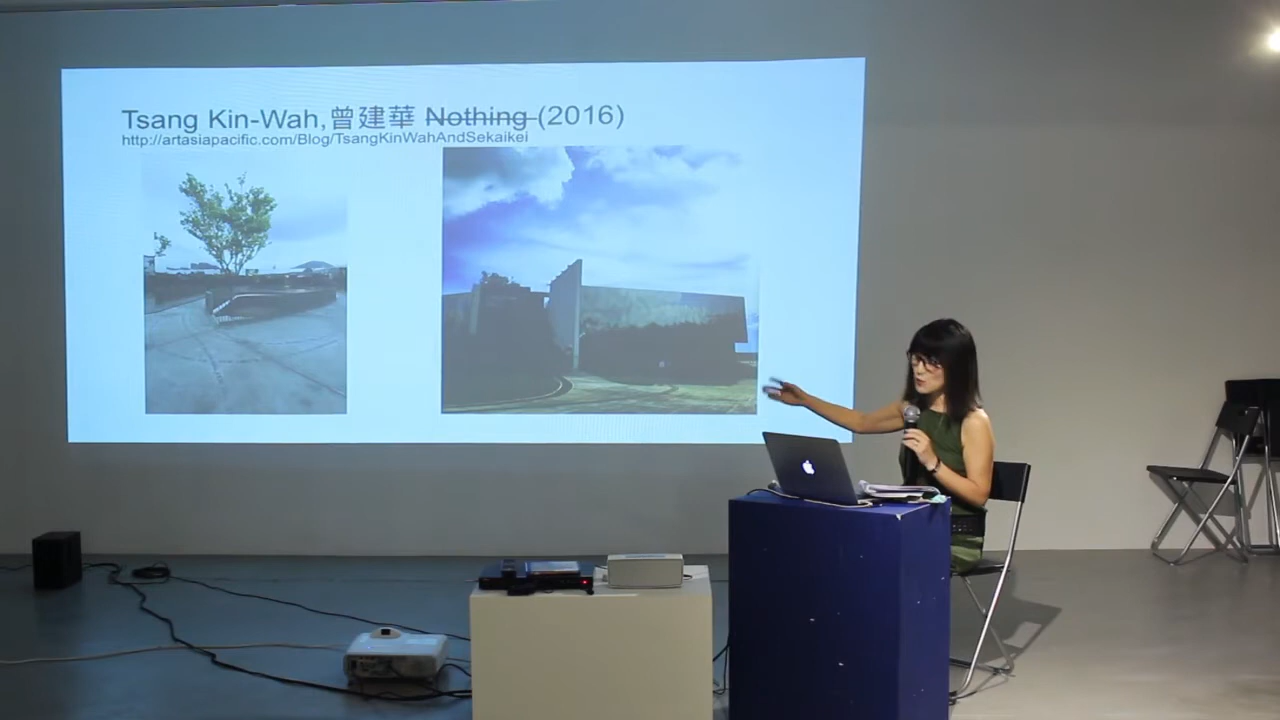 Tsang Kin-Wah,曾建華 Nothing (2016)
http://artasiapacific.com/Blog/TsangKinWahAndSekaikei